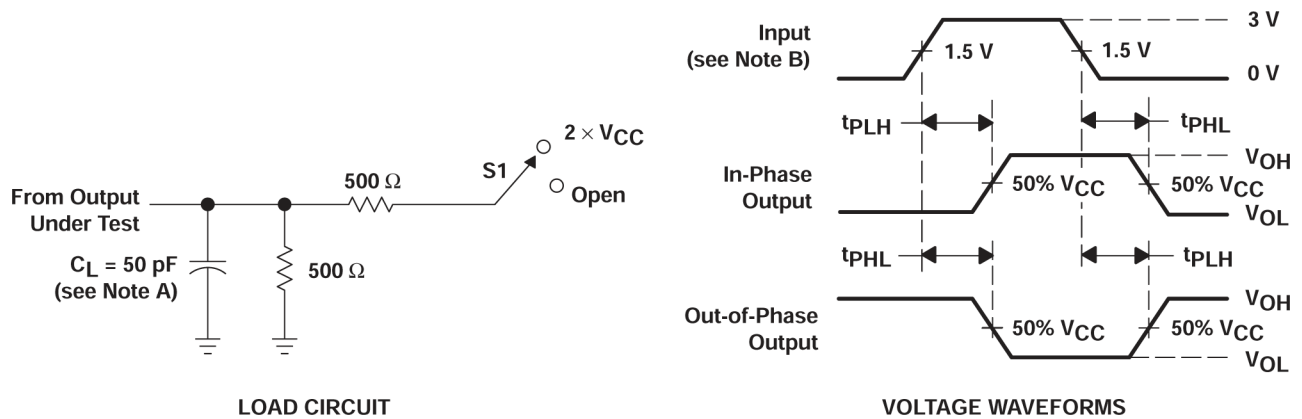 From Output
Under Test
C_L = 50 pF
(see Note A)
500 Ω
500 Ω
S1
2 × V_CC
Open
LOAD CIRCUIT
Input
(see Note B)
1.5 V
1.5 V
3 V
0 V
t_PLH
t_PHL
In-Phase
Output
50% V_CC
50% V_CC
V_OH
V_OL
t_PHL
t_PLH
Out-of-Phase
Output
50% V_CC
50% V_CC
V_OH
V_OL
VOLTAGE WAVEFORMS